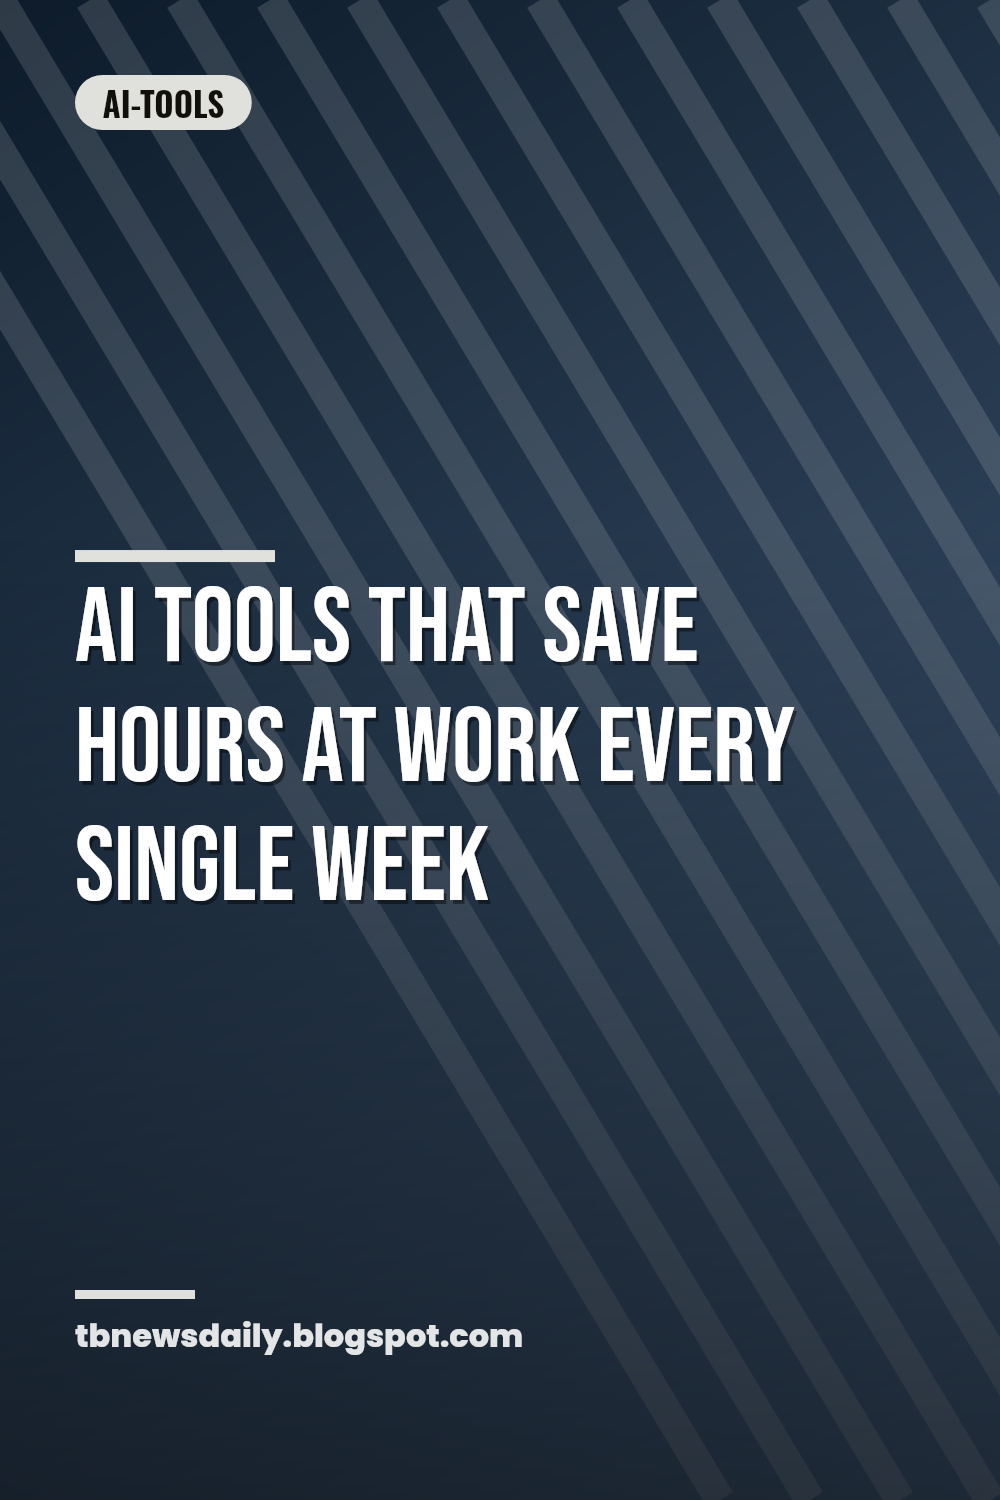 AI-TOOLS
AI TOOLS THAT SAVE
HOURS AT WORK EVERY
SINGLE WEEK
tbnewsdaily.blogspot.com